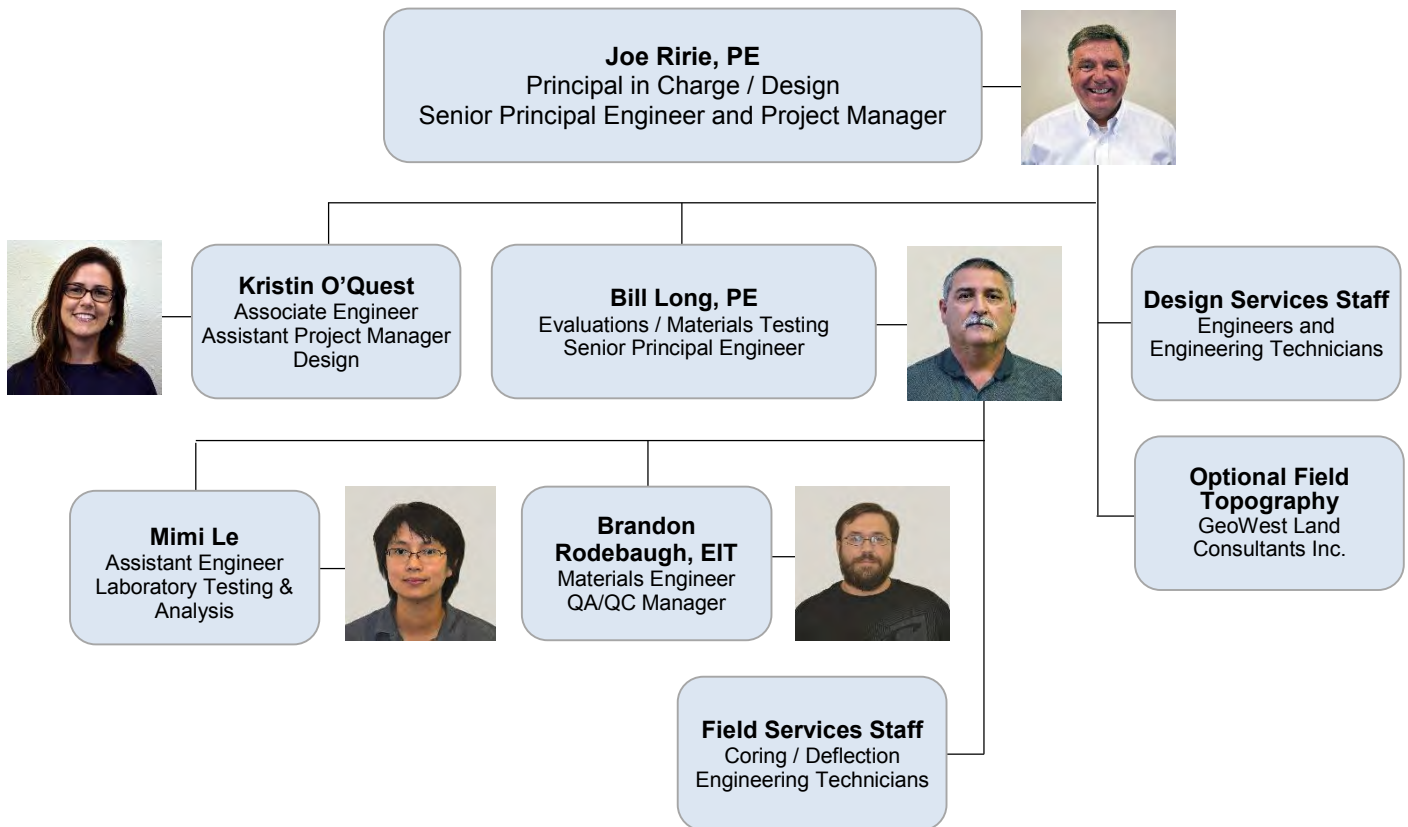 Joe Ririe, PE
Principal in Charge / Design
Senior Principal Engineer and Project Manager
Kristin O’Quest
Associate Engineer
Assistant Project Manager
Design
Bill Long, PE
Evaluations / Materials Testing
Senior Principal Engineer
Design Services Staff
Engineers and
Engineering Technicians
Optional Field
Topography
GeoWest Land
Consultants Inc.
Mimi Le
Assistant Engineer
Laboratory Testing &
Analysis
Brandon
Rodebaugh, EIT
Materials Engineer
QA/QC Manager
Field Services Staff
Coring / Deflection
Engineering Technicians